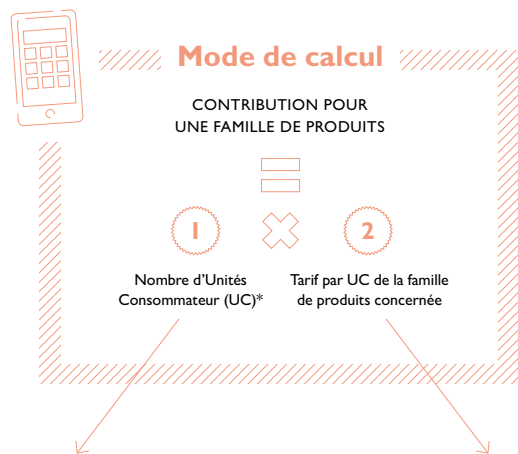 Mode de calcul
CONTRIBUTION POUR
UNE FAMILLE DE PRODUITS
1
2
Nombre d'Unités
Consommateur (UC)*
Tarif par UC de la famille
de produits concernée